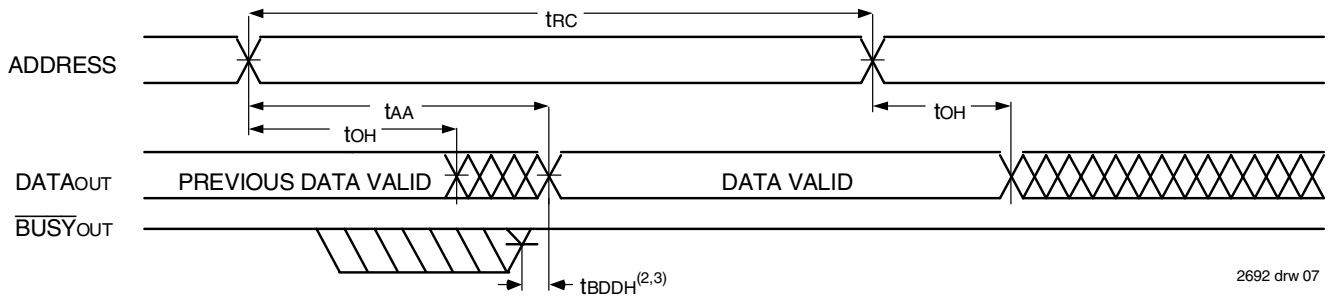 tRC
ADDRESS
tAA
tOH
tOH
DATAOUT
PREVIOUS DATA VALID
DATA VALID
BUSYOUT
tBDDH(2,3)
2692 drw 07